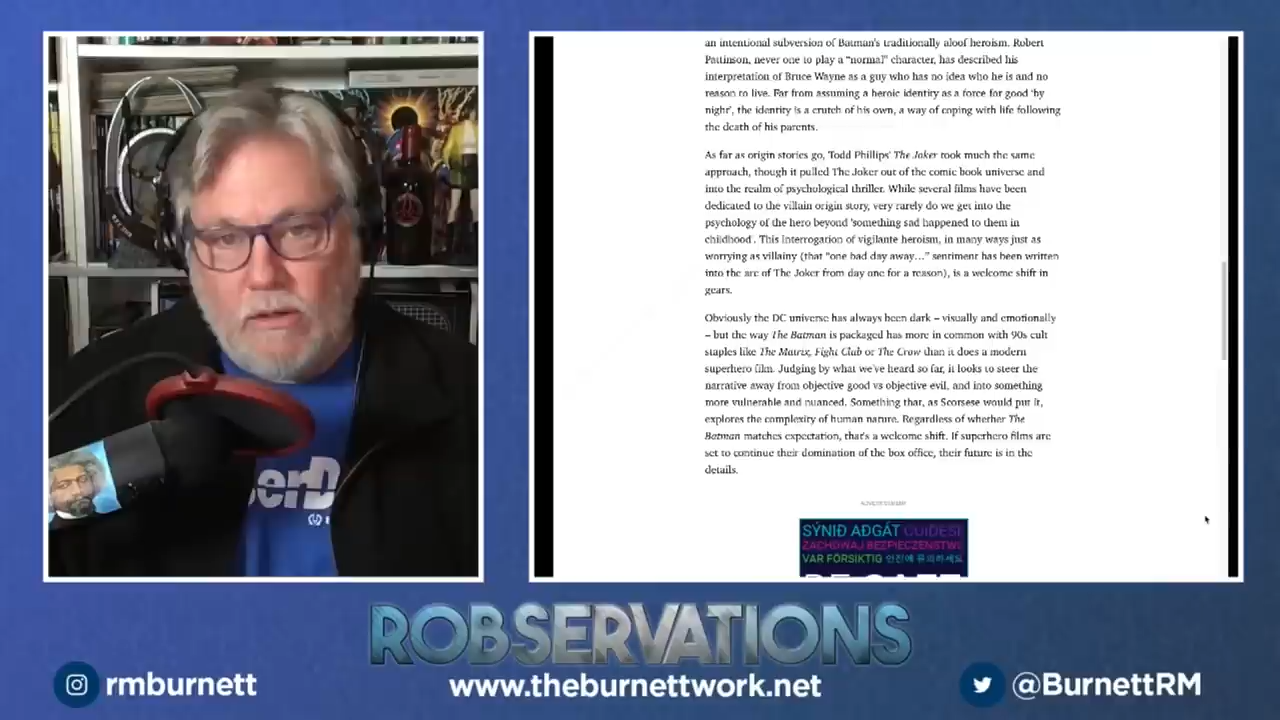 an intentional subversion of Batman's traditionally aloof heroism. Robert
Pattinson, never one to play a "normal" character, has described his
interpretation of Bruce Wayne as a guy who has no idea who he is and no
reason to live. Far from assuming a heroic identity as a force for good 'by
night', the identity is a crutch of his own, a way of coping with life following
the death of his parents.
As far as origin stories go, Todd Phillips' The Joker took much the same
approach, though it pulled The Joker out of the comic book universe and
into the realm of psychological thriller. While several films have been
dedicated to the villain origin story, very rarely do we get into the
psychology of the hero beyond 'something sad happened to them in
childhood'. This interrogation of vigilante heroism, in many ways just as
worrying as villainy (that "one bad day away…" sentiment has been written
into the arc of The Joker from day one for a reason), is a welcome shift in
gears.
Obviously the DC universe has always been dark – visually and emotionally
– but the way The Batman is packaged has more in common with 90s cult
staples like The Matrix, Fight Club or The Crow than it does a modern
superhero film. Judging by what we've heard so far, it looks to steer the
narrative away from objective good vs objective evil, and into something
more vulnerable and nuanced. Something that, as Scorsese would put it,
explores the complexity of human nature. Regardless of whether The
Batman matches expectation, that's a welcome shift. If superhero films are
set to continue their domination of the box office, their future is in the
details.
ADVERTISEMENT
SÝNIÐ AÐGÁT CUIDESE
ZACHOWAJ BEZPIECZEŃSTWO
VAR FÖRSIKTIG 안전에 유의하세요
erD
ROBSERVATIONS
rmburnett
www.theburnettwork.net
@BurnettRM